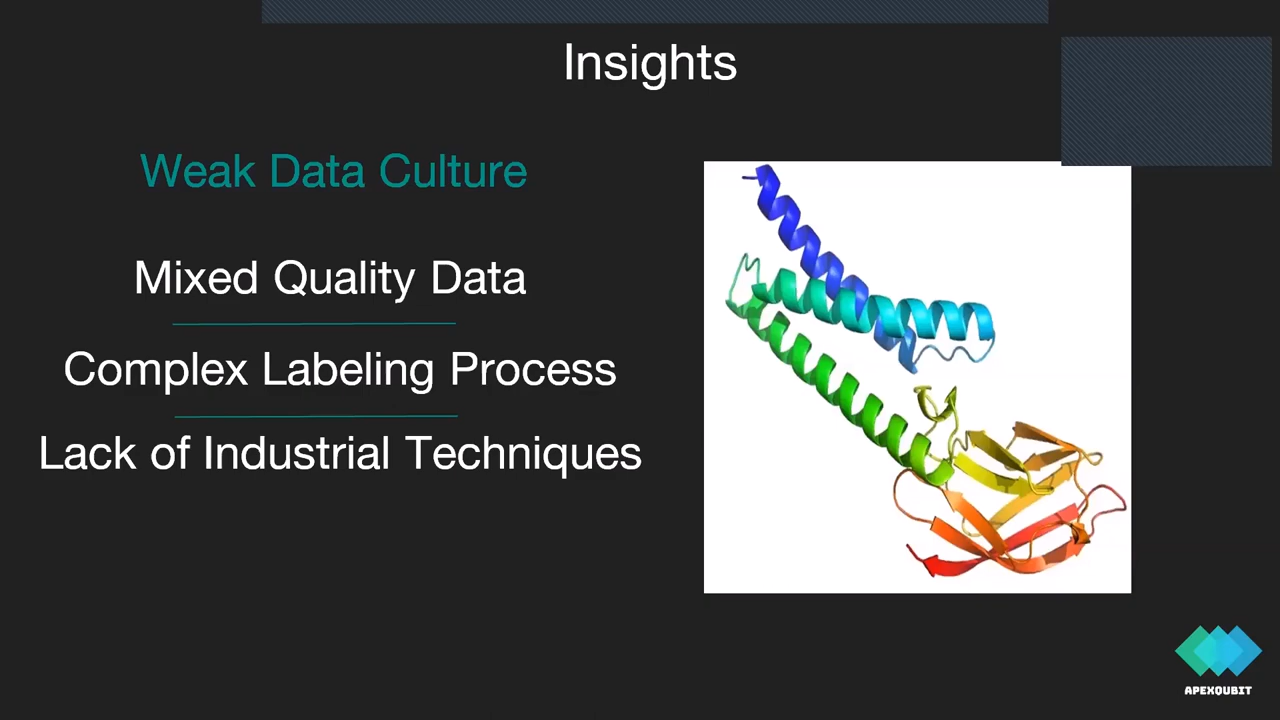 Insights
Weak Data Culture
Mixed Quality Data
Complex Labeling Process
Lack of Industrial Techniques
APEXQUBIT